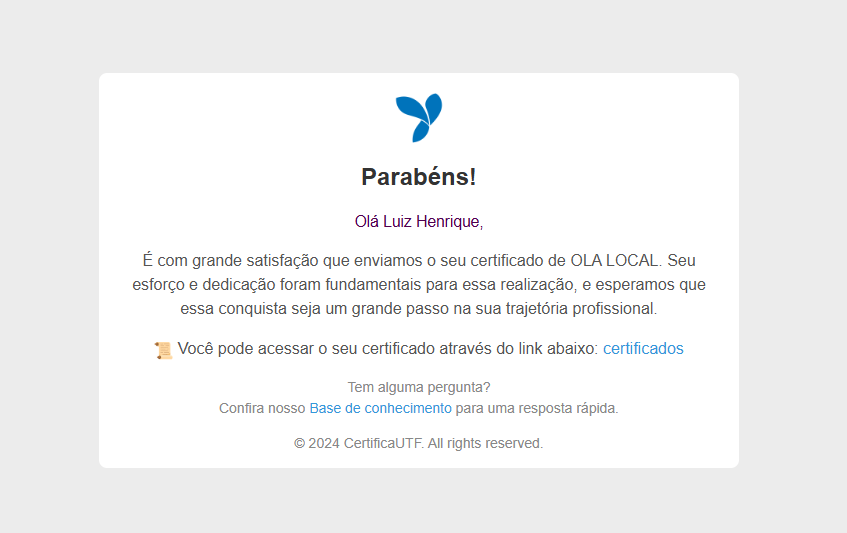 Parabéns!
Olá Luiz Henrique,
É com grande satisfação que enviamos o seu certificado de OLA LOCAL. Seu
esforço e dedicação foram fundamentais para essa realização, e esperamos que
essa conquista seja um grande passo na sua trajetória profissional.
📜 Você pode acessar o seu certificado através do link abaixo: certificados
Tem alguma pergunta?
Confira nosso Base de conhecimento para uma resposta rápida.
© 2024 CertificaUTF. All rights reserved.